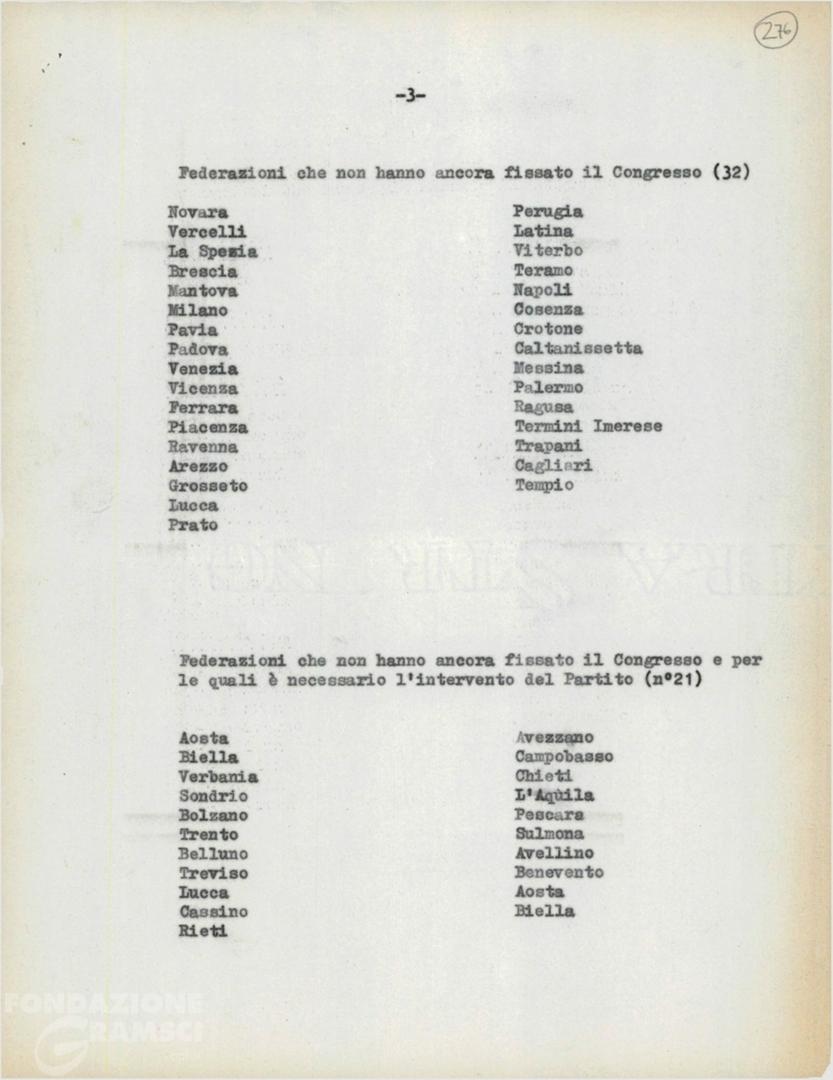 276
-3-
Federazioni che non hanno ancora fissato il Congresso (32)
Novara
Vercelli
La Spezia
Brescia
Mantova
Milano
Pavia
Padova
Venezia
Vicenza
Ferrara
Piacenza
Ravenna
Arezzo
Grosseto
Lucca
Prato
Perugia
Latina
Viterbo
Teramo
Napoli
Cosenza
Crotone
Caltanissetta
Messina
Palermo
Ragusa
Termini Imerese
Trapani
Cagliari
Tempio
Federazioni che non hanno ancora fissato il Congresso e per
le quali è necessario l'intervento del Partito (n°21)
Aosta
Biella
Verbania
Sondrio
Bolzano
Trento
Belluno
Treviso
Lucca
Cassino
Rieti
Avezzano
Campobasso
Chieti
L'Aquila
Pescara
Sulmona
Avellino
Benevento
Aosta
Biella
FONDAZIONE
GRAMSCI